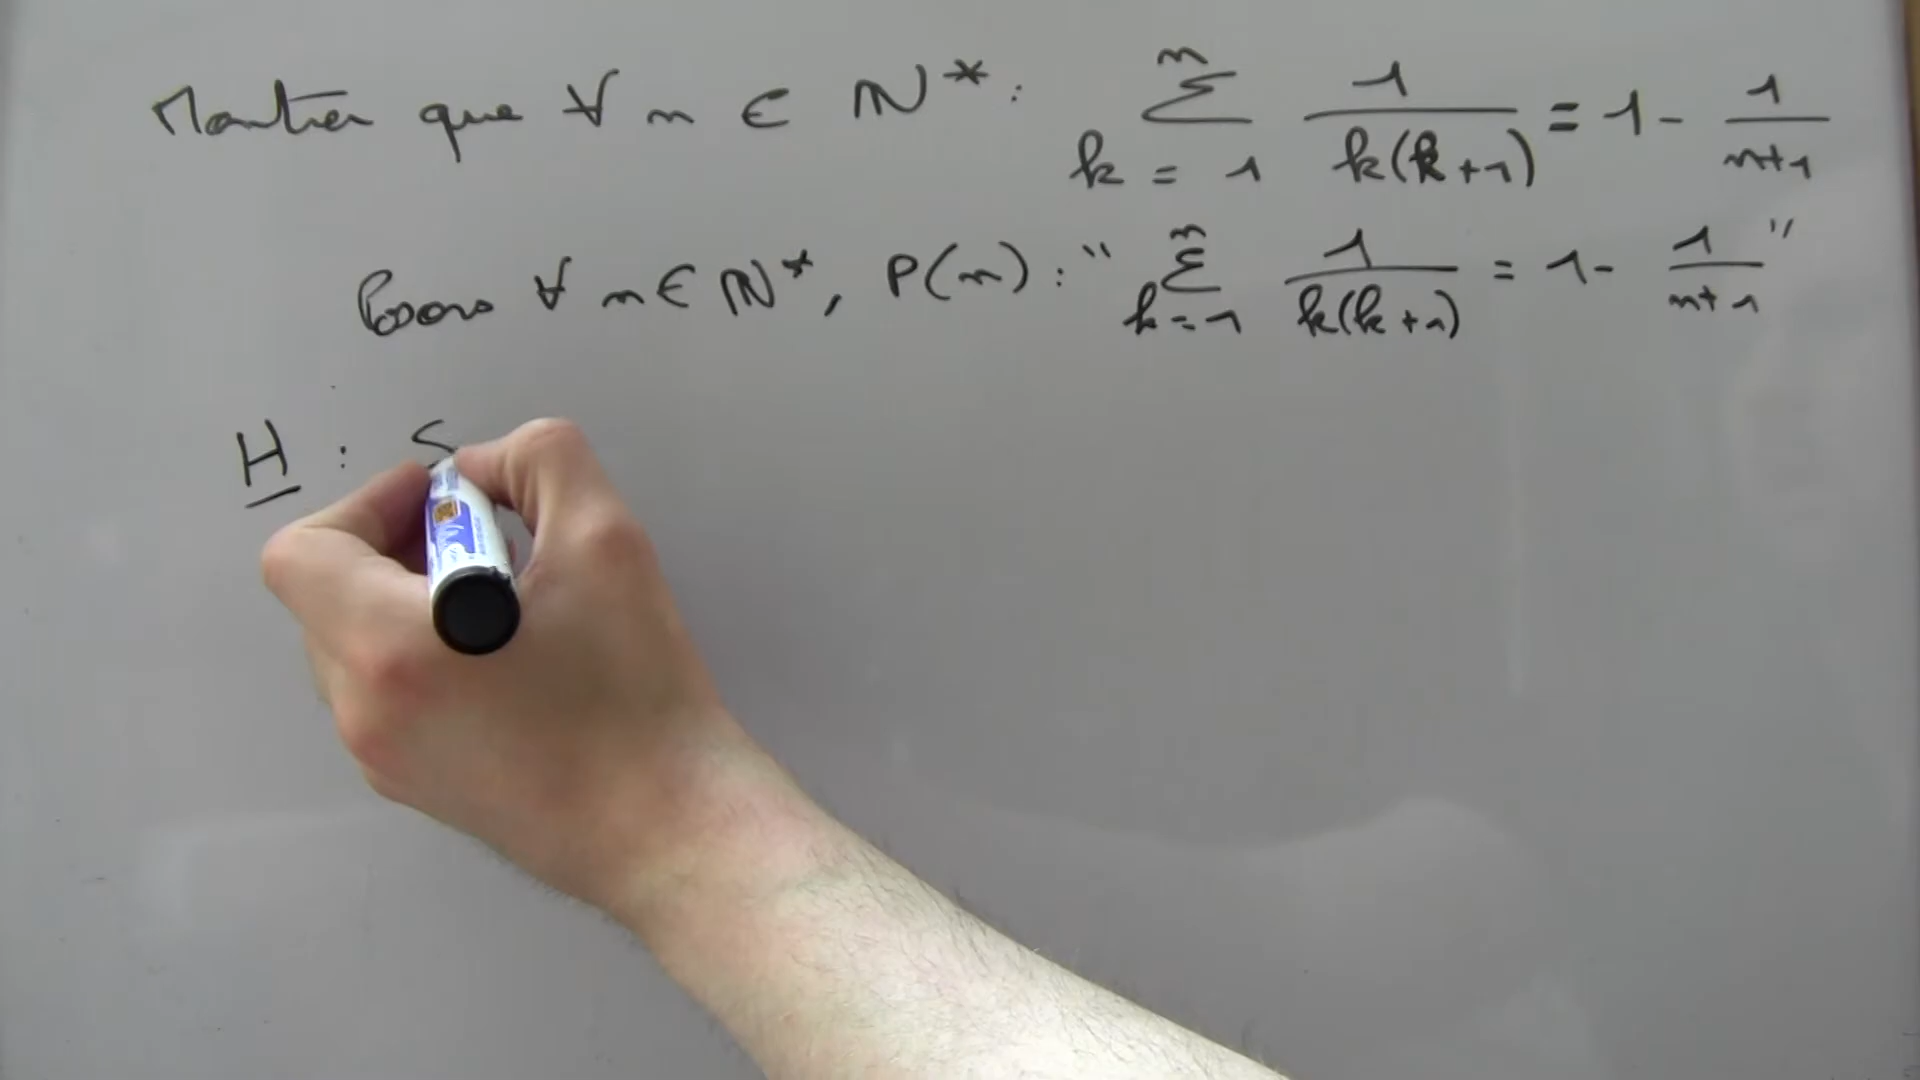 Montrer que ∀ n ∈ ℕ* : ∑_{k=1}^{n} 1/(k(k+1)) = 1 - 1/(n+1)
Posons ∀ n ∈ ℕ*, P(n) : " ∑_{k=1}^{n} 1/(k(k+1)) = 1 - 1/(n+1) "
H : S